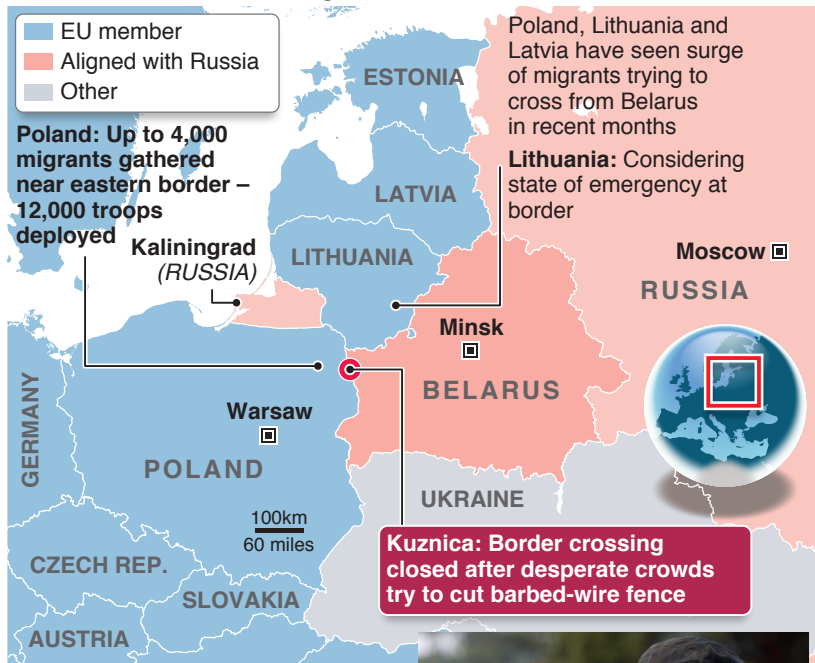 EU member
Aligned with Russia
Other
Poland: Up to 4,000
migrants gathered
near eastern border –
12,000 troops
deployed
Poland, Lithuania and
Latvia have seen surge
of migrants trying to
cross from Belarus
in recent months
Lithuania: Considering
state of emergency at
border
ESTONIA
LATVIA
LITHUANIA
Kaliningrad
(RUSSIA)
Moscow
RUSSIA
Minsk
BELARUS
GERMANY
Warsaw
POLAND
100km
60 miles
UKRAINE
Kuznica: Border crossing
closed after desperate crowds
try to cut barbed-wire fence
CZECH REP.
SLOVAKIA
AUSTRIA